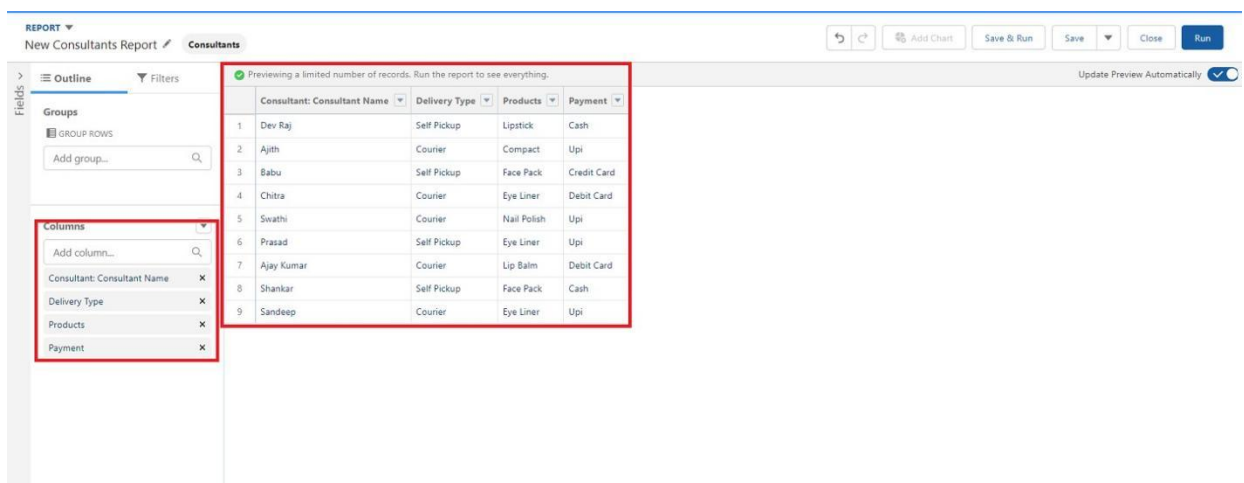 REPORT
New Consultants Report Consultants
Add Chart Save & Run Save Close Run
Fields
Outline Filters
Groups
GROUP ROWS
Add group...
Columns
Add column...
Consultant: Consultant Name
Delivery Type
Products
Payment
Previewing a limited number of records. Run the report to see everything.
Update Preview Automatically
Consultant: Consultant Name Delivery Type Products Payment
1 Dev Raj Self Pickup Lipstick Cash
2 Ajith Courier Compact Upi
3 Babu Self Pickup Face Pack Credit Card
4 Chitra Courier Eye Liner Debit Card
5 Swathi Courier Nail Polish Upi
6 Prasad Self Pickup Eye Liner Upi
7 Ajay Kumar Courier Lip Balm Debit Card
8 Shankar Self Pickup Face Pack Cash
9 Sandeep Courier Eye Liner Upi